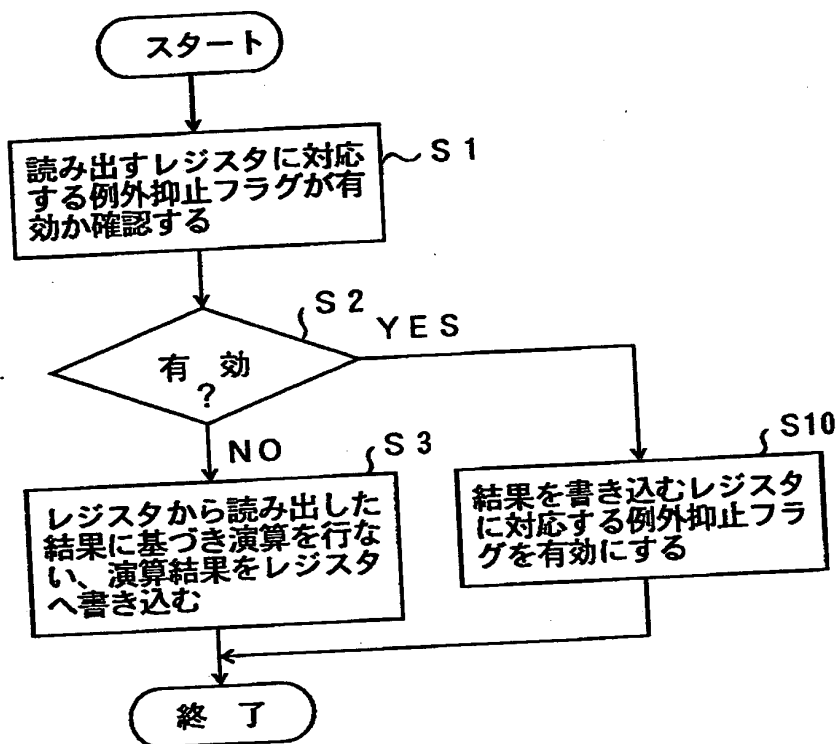 スタート
読み出すレジスタに対応
する例外抑止フラグが有
効か確認する
S1
S2
有 効
?
YES
NO
S3
レジスタから読み出した
結果に基づき演算を行な
い、演算結果をレジスタ
へ書き込む
S10
結果を書き込むレジスタ
に対応する例外抑止フラ
グを有効にする
終 了